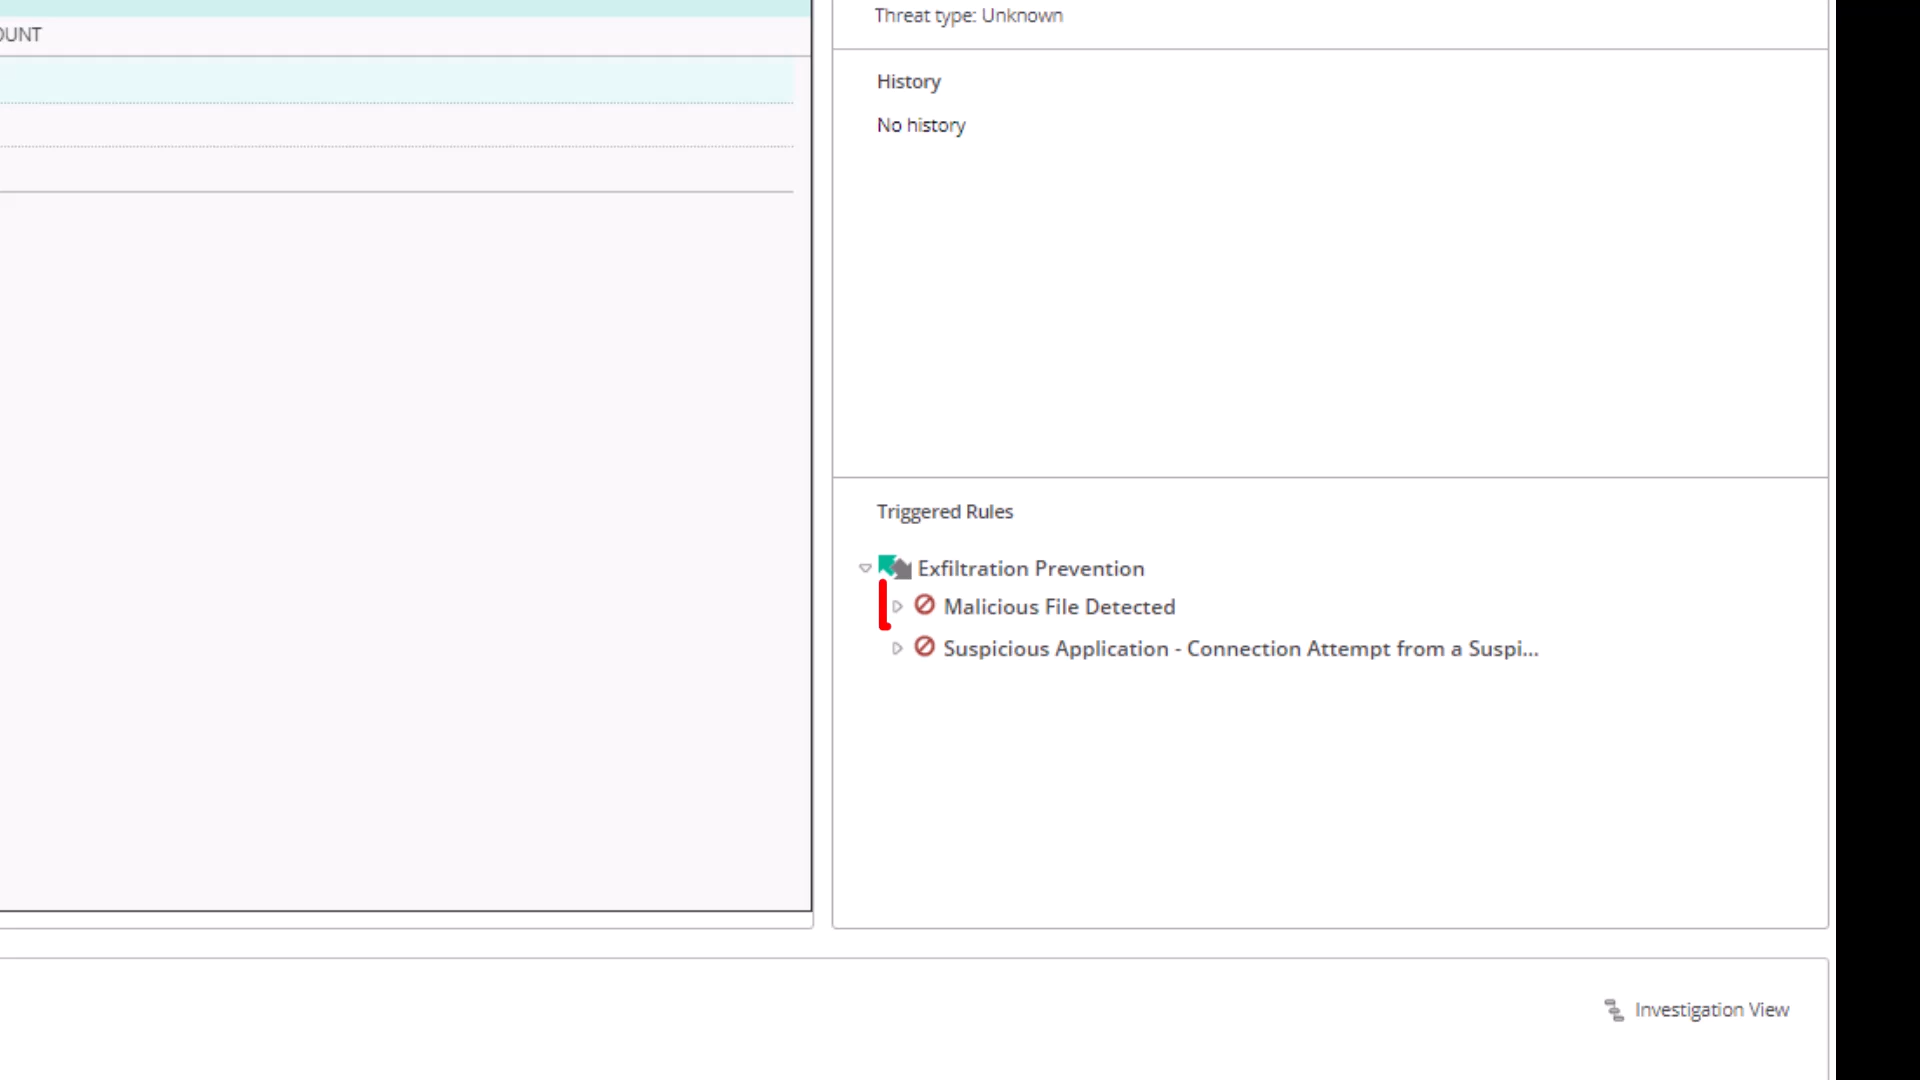 OUNT
Threat type: Unknown
History
No history
Triggered Rules
Exfiltration Prevention
Malicious File Detected
Suspicious Application - Connection Attempt from a Suspi...
Investigation View